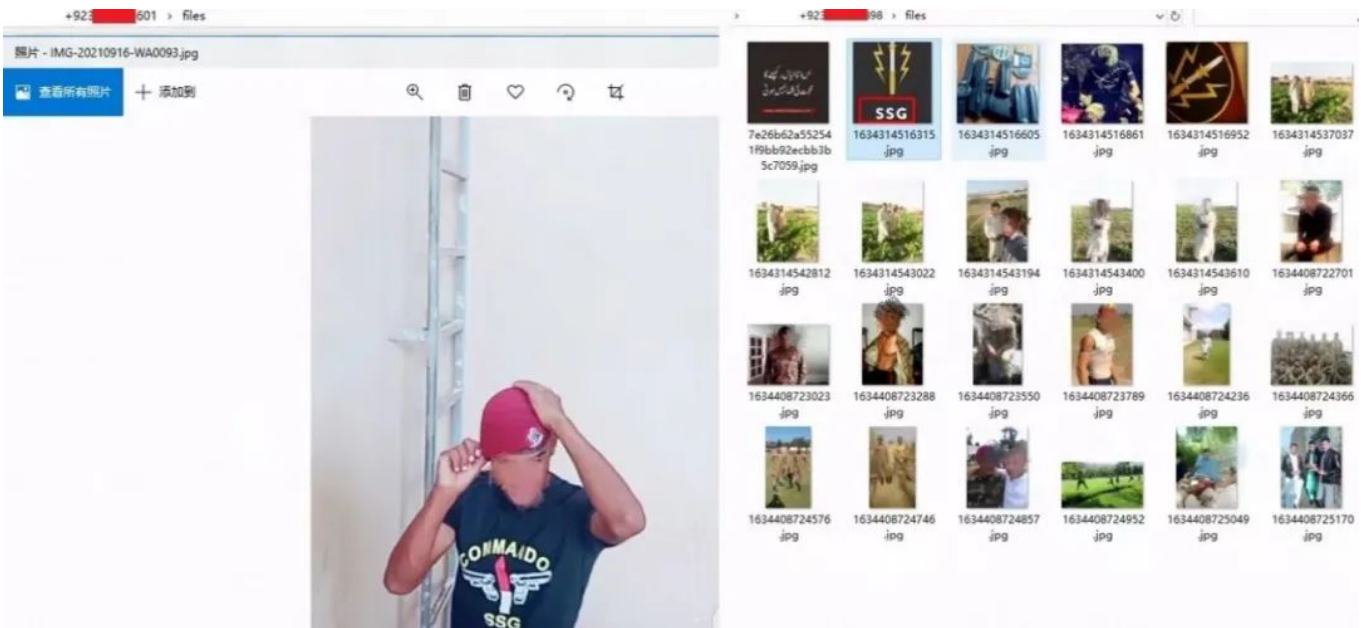 +923
601 › files
照片 - IMG-20210916-WA0093.jpg
查看所有照片
添加到
COMMANDO
SSG
› +923
898 › files
SSG
7e26b62a55254
1f9bb92ecbb3b
5c7059.jpg
1634314516315
.jpg
1634314516605
.jpg
1634314516861
.jpg
1634314516952
.jpg
1634314537037
.jpg
1634314542812
.jpg
1634314543022
.jpg
1634314543194
.jpg
1634314543400
.jpg
1634314543610
.jpg
1634408722701
.jpg
1634408723023
.jpg
1634408723288
.jpg
1634408723550
.jpg
1634408723789
.jpg
1634408724236
.jpg
1634408724366
.jpg
1634408724576
.jpg
1634408724746
.jpg
1634408724857
.jpg
1634408724952
.jpg
1634408725049
.jpg
1634408725170
.jpg